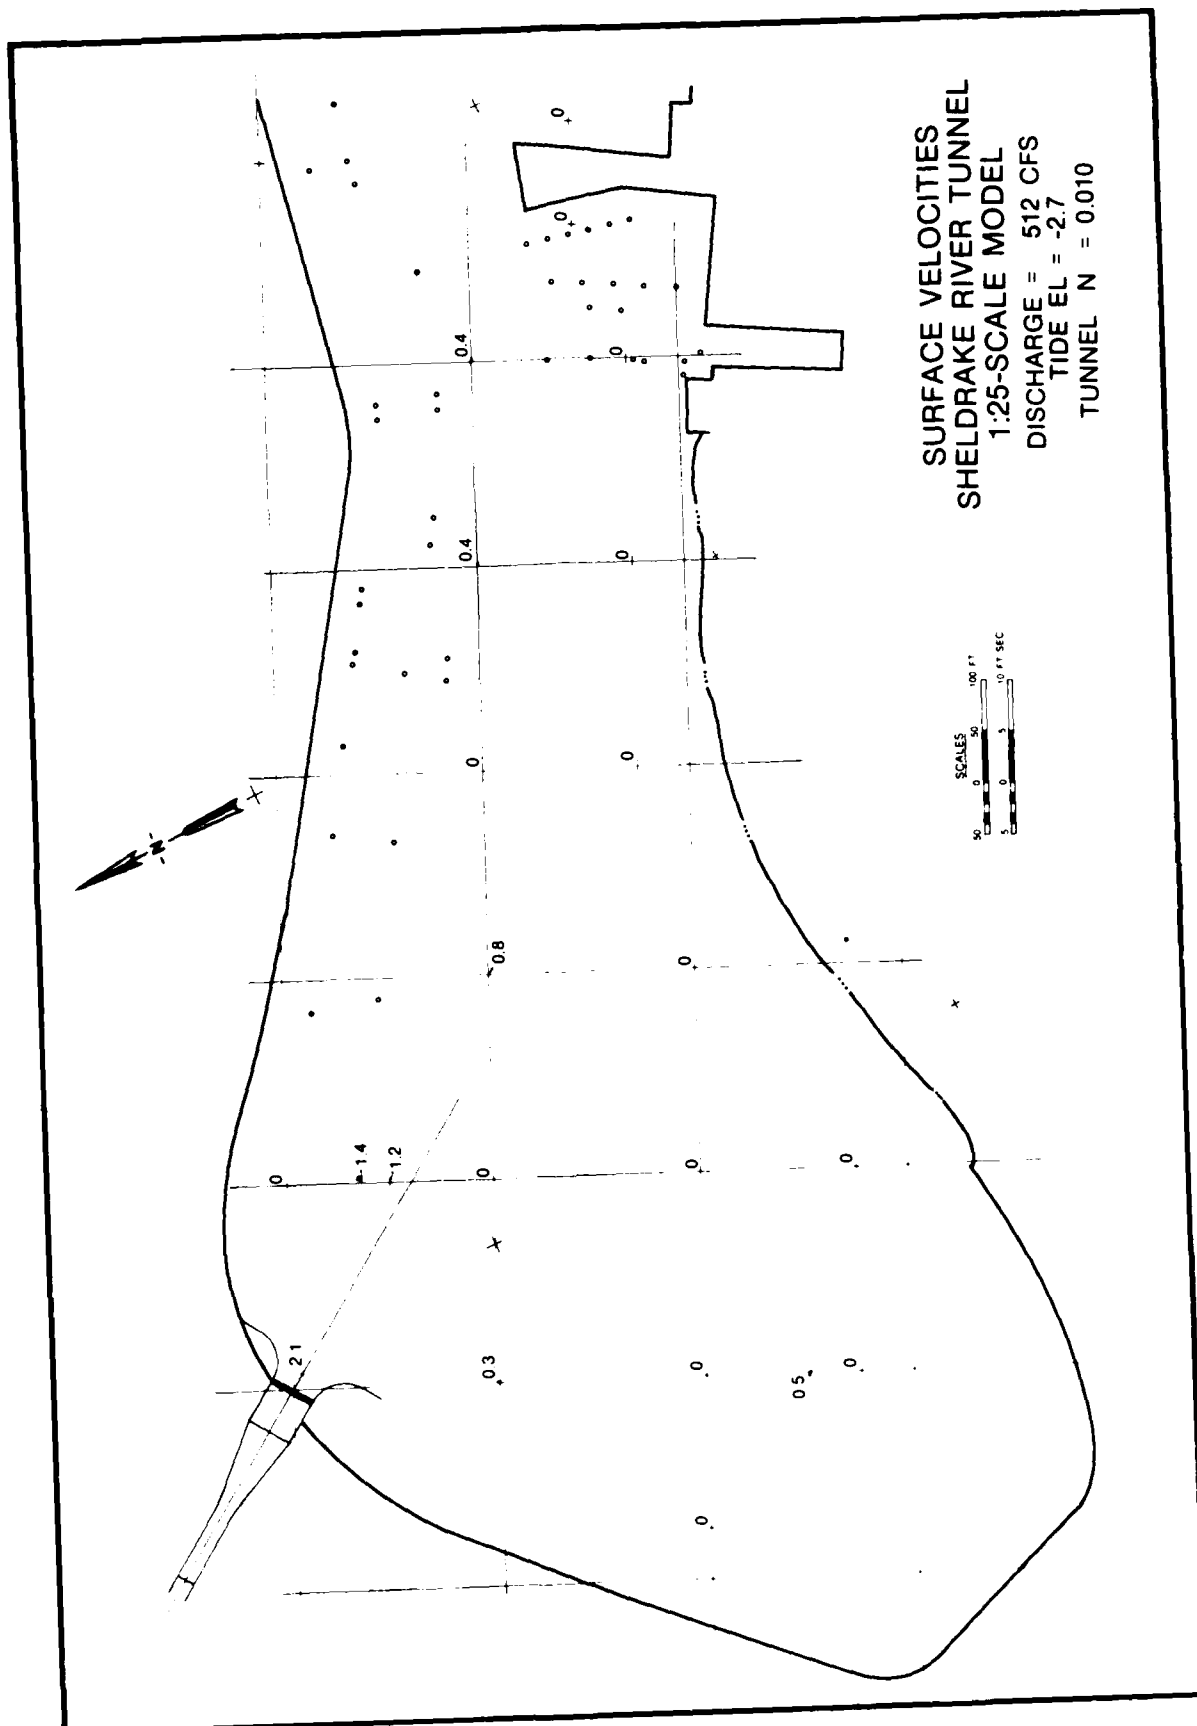 SURFACE VELOCITIES
SHELDRAKE RIVER TUNNEL
1:25-SCALE MODEL
DISCHARGE = 512 CFS
TIDE EL = -2.7
TUNNEL N = 0.010
SCALES
50 0 50 100 FT
5 0 5 10 FT SEC
N
0
0
0.4
0
0.4
0
0
0
0.8
0
0
1.4
1.2
0
0
0
21
0.3
0
0.5
0
0